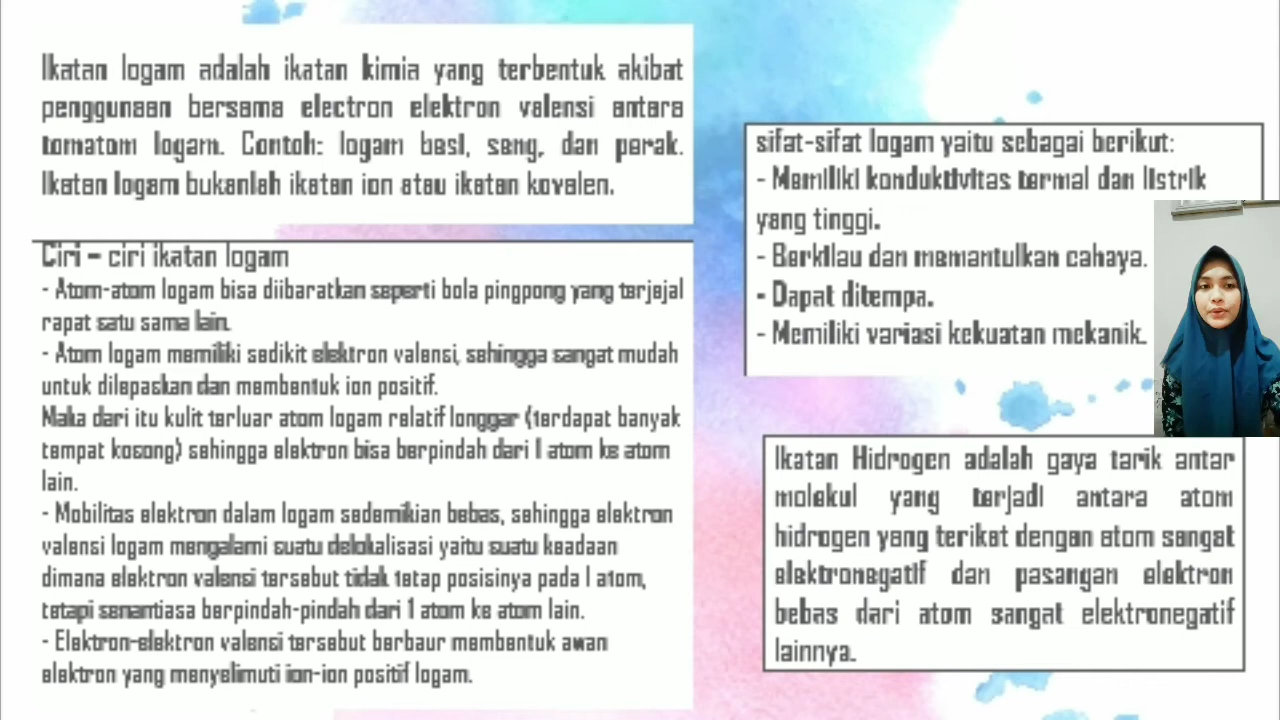 Ikatan logam adalah ikatan kimia yang terbentuk akibat
penggunaan bersama electron elektron valensi antara
tomatom logam. Contoh: logam besi, seng, dan perak.
Ikatan logam bukanlah ikatan ion atau ikatan kovalen.
Ciri – ciri ikatan logam
- Atom-atom logam bisa diibaratkan seperti bola pingpong yang terjejal
rapat satu sama lain.
- Atom logam memiliki sedikit elektron valensi, sehingga sangat mudah
untuk dilepaskan dan membentuk ion positif.
Maka dari itu kulit terluar atom logam relatif longgar (terdapat banyak
tempat kosong) sehingga elektron bisa berpindah dari 1 atom ke atom
lain.
- Mobilitas elektron dalam logam sedemikian bebas, sehingga elektron
valensi logam mengalami suatu delokalisasi yaitu suatu keadaan
dimana elektron valensi tersebut tidak tetap posisinya pada 1 atom,
tetapi senantiasa berpindah-pindah dari 1 atom ke atom lain.
- Elektron-elektron valensi tersebut berbaur membentuk awan
elektron yang menyelimuti ion-ion positif logam.
sifat-sifat logam yaitu sebagai berikut:
- Memiliki konduktivitas termal dan listrik
yang tinggi.
- Berkilau dan memantulkan cahaya.
- Dapat ditempa.
- Memiliki variasi kekuatan mekanik.
Ikatan Hidrogen adalah gaya tarik antar
molekul yang terjadi antara atom
hidrogen yang terikat dengan atom sangat
elektronegatif dan pasangan elektron
bebas dari atom sangat elektronegatif
lainnya.